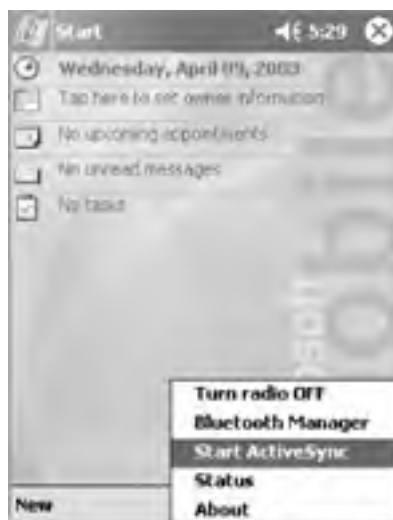 Start 5:29
Wednesday, April 09, 2003
Tap here to set owner information
No upcoming appointments
No unread messages
No tasks
Turn radio OFF
Bluetooth Manager
Start ActiveSync
Status
New About